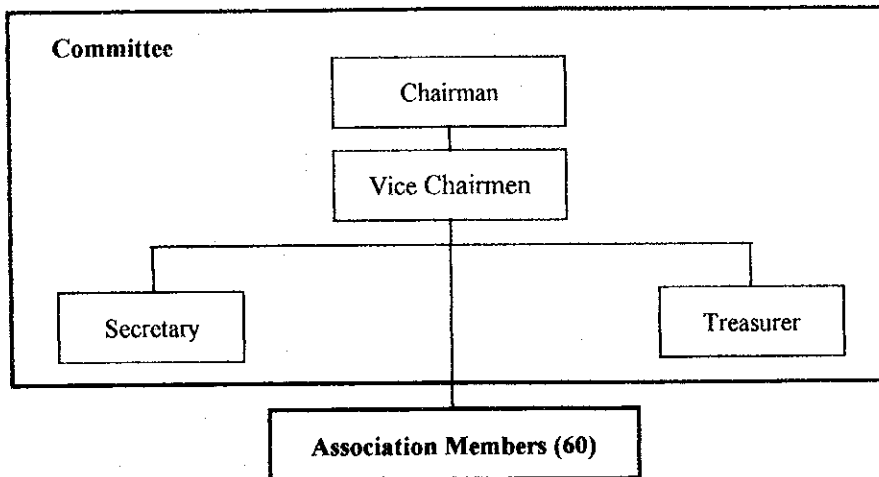 Committee
Chairman
Vice Chairmen
Secretary
Treasurer
Association Members (60)